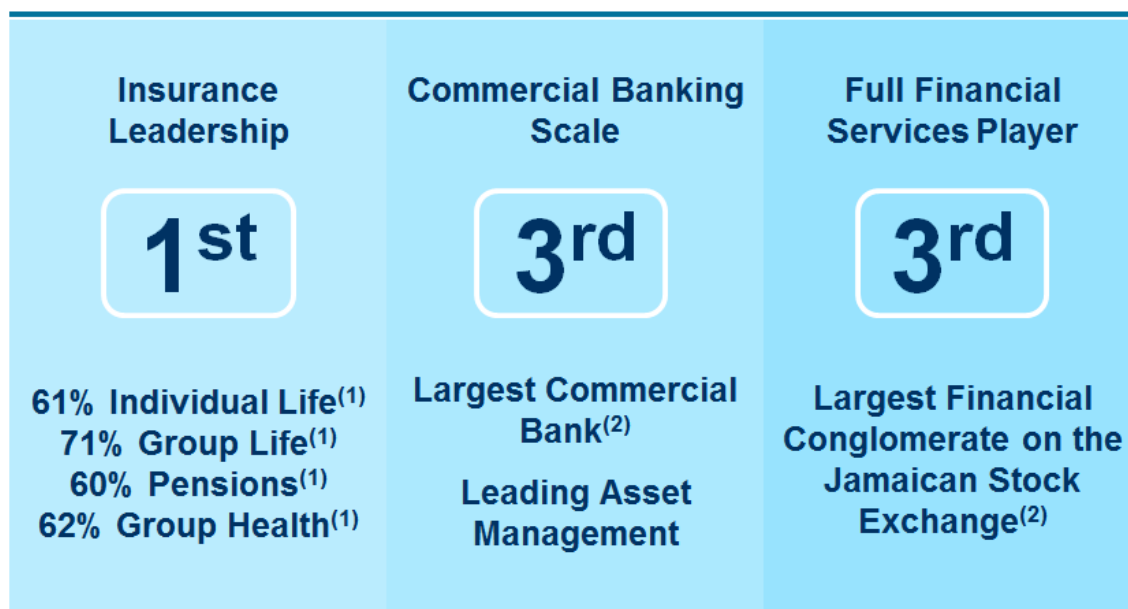 Insurance
Leadership
1st
61% Individual Life(1)
71% Group Life(1)
60% Pensions(1)
62% Group Health(1)
Commercial Banking
Scale
3rd
Largest Commercial
Bank(2)
Leading Asset
Management
Full Financial
Services Player
3rd
Largest Financial
Conglomerate on the
Jamaican Stock
Exchange(2)